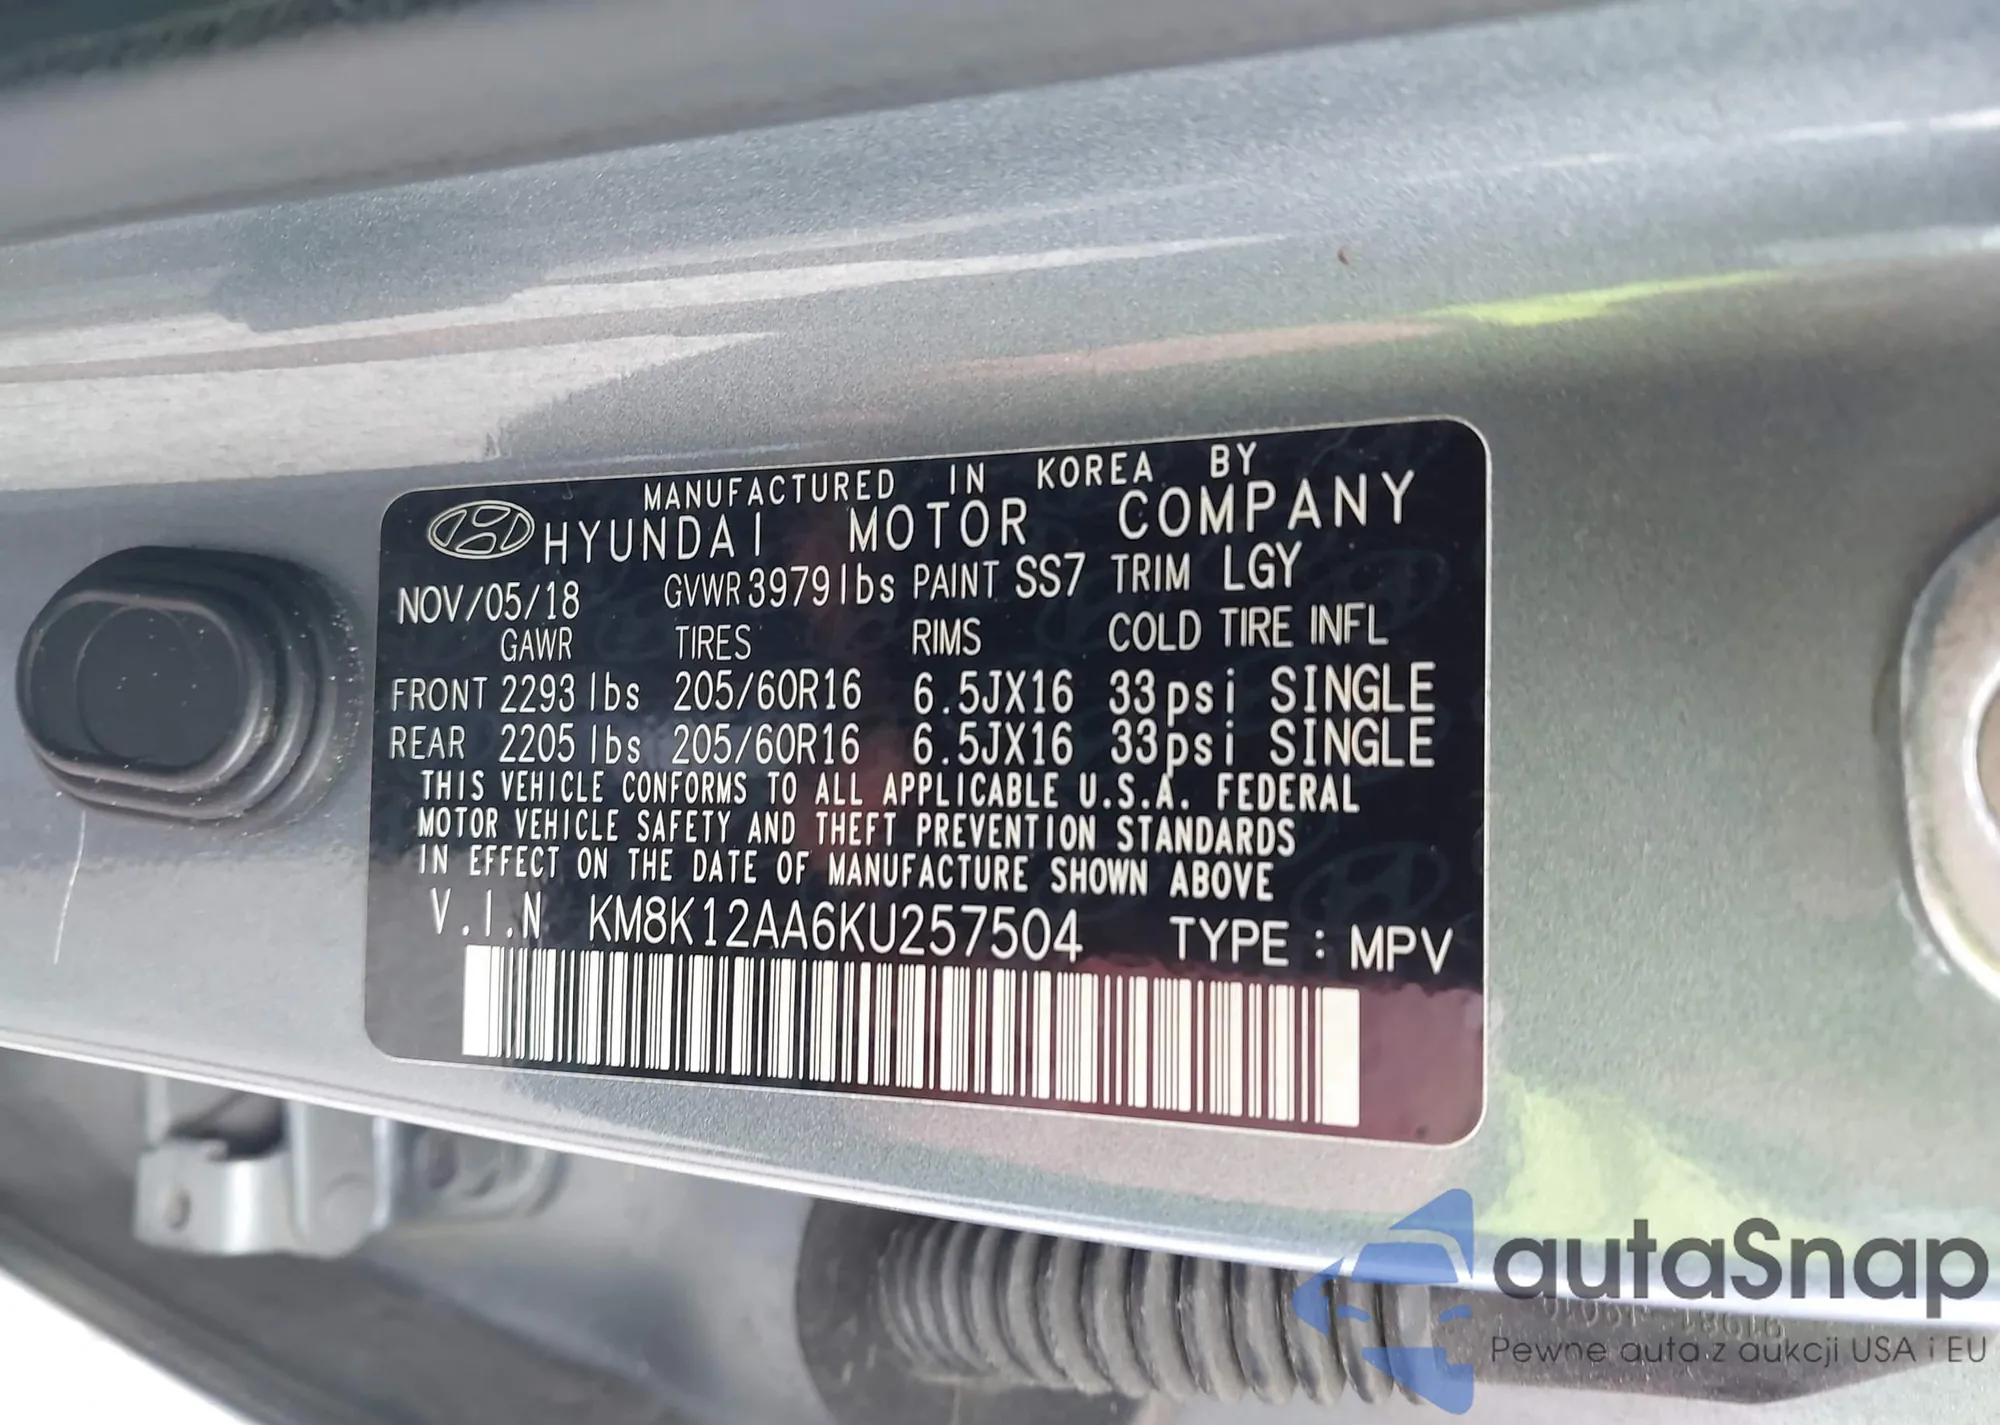 MANUFACTURED IN KOREA BY
HYUNDAI MOTOR COMPANY
NOV/05/18 GVWR 3979lbs PAINT SS7 TRIM LGY
GAWR TIRES RIMS COLD TIRE INFL
FRONT 2293 lbs 205/60R16 6.5JX16 33psi SINGLE
REAR 2205 lbs 205/60R16 6.5JX16 33psi SINGLE
THIS VEHICLE CONFORMS TO ALL APPLICABLE U.S.A. FEDERAL
MOTOR VEHICLE SAFETY AND THEFT PREVENTION STANDARDS
IN EFFECT ON THE DATE OF MANUFACTURE SHOWN ABOVE
V.I.N KM8K12AA6KU257504 TYPE : MPV
autaSnap
Pewne auta z aukcji USA i EU